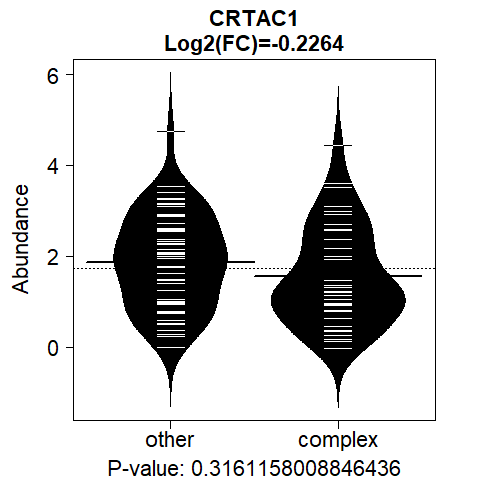 CRTAC1
Log2(FC)=-0.2264
6
4
2
0
Abundance
other complex
P-value: 0.3161158008846436